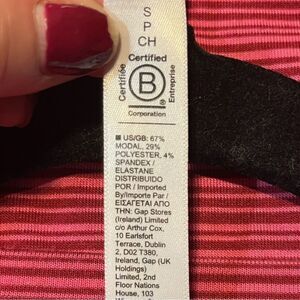 S
P
CH
Certified
Certifiée
B
®
Entreprise
Corporation
US/GB: 67%
MODAL, 29%
POLYESTER, 4%
SPANDEX /
ELASTANE
DISTRIBUIDO
POR / Imported
By/Importe Par /
ΕΙΣΑΓΕΤΑΙ ΑΠΟ
ΤΗΝ: Gap Stores
(Ireland) Limited
c/o Arthur Cox,
10 Earlsfort
Terrace, Dublin
2, D02 T380,
Ireland, Gap (UK
Holdings)
Limited, 2nd
Floor Nations
House, 103